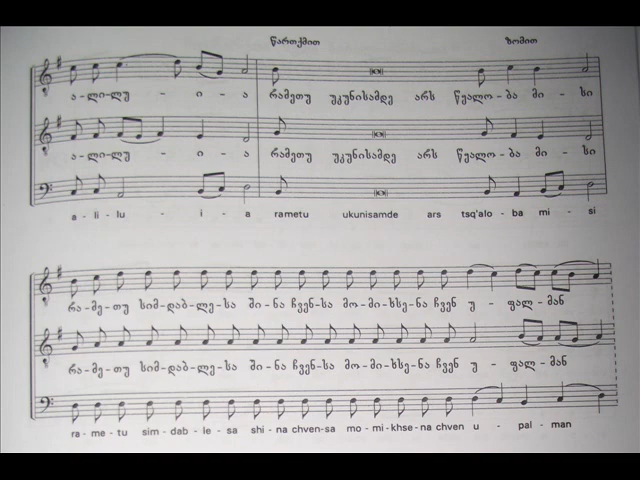 წართქმით ზომით
ა-ლი-ლუ - ი - ა რამეთუ უკუნისამდე არს წყალო-ბა მი - სი
ა-ლი-ლუ - ი - ა რამეთუ უკუნისამდე არს წყალო-ბა მი - სი
a - li - lu - i - a rametu ukunisamde ars tsq'alo - ba mi - si
რა-მე-თუ სიმ-დაბ-ლე-სა ში-ნა ჩვენ-სა მო-მი-ხსე-ნა ჩვენ უ - ფალ-მან
რა-მე-თუ სიმ-დაბ-ლე-სა ში-ნა ჩვენ-სა მო-მი-ხსე-ნა ჩვენ უ - ფალ-მან
ra - me - tu sim - dab - le - sa shi - na chven-sa mo - mi - khse - na chven u - pal - man